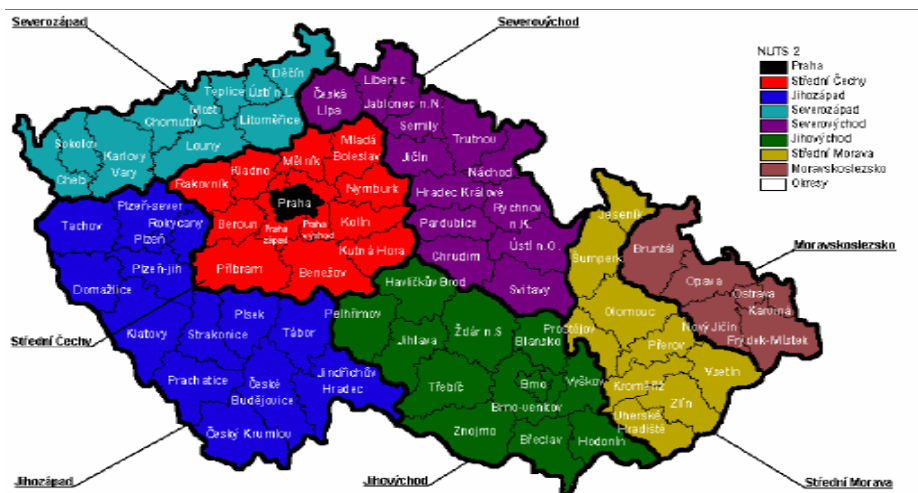 Severozápad
Severovýchod
NUTS 2
Praha
Střední Čechy
Jihozápad
Severozápad
Severovýchod
Jihovýchod
Střední Morava
Moravskoslezsko
Okresy
Děčín
Teplice
Ústí n.L.
Most
Chomutov
Litoměřice
Louny
Sokolov
Karlovy
Vary
Cheb
Česká
Lípa
Liberec
Jablonec n.N.
Semily
Trutnov
Jičín
Náchod
Hradec Králové
Rychnov
n.K.
Pardubice
Ústí n.O.
Chrudim
Svitavy
Mladá
Boleslav
Mělník
Kladno
Rakovník
Nymburk
Praha
Beroun
Praha
západ
Praha
východ
Kolín
Kutná Hora
Příbram
Benešov
Tachov
Plzeň-sever
Rokycany
Plzeň
Plzeň-jih
Domažlice
Klatovy
Písek
Strakonice
Tábor
Prachatice
České
Budějovice
Jindřichův
Hradec
Český Krumlov
Havlíčkův Brod
Pelhřimov
Jihlava
Žďár n.S
Blansko
Třebíč
Brno
Vyškov
Brno-venkov
Znojmo
Břeclav
Hodonín
Jeseník
Šumperk
Olomouc
Prostějov
Přerov
Kroměříž
Vsetín
Zlín
Uherské
Hradiště
Bruntál
Opava
Ostrava
Karviná
Nový Jičín
Frýdek-Místek
Moravskoslezsko
Střední Čechy
Jihozápad
Jihovýchod
Střední Morava